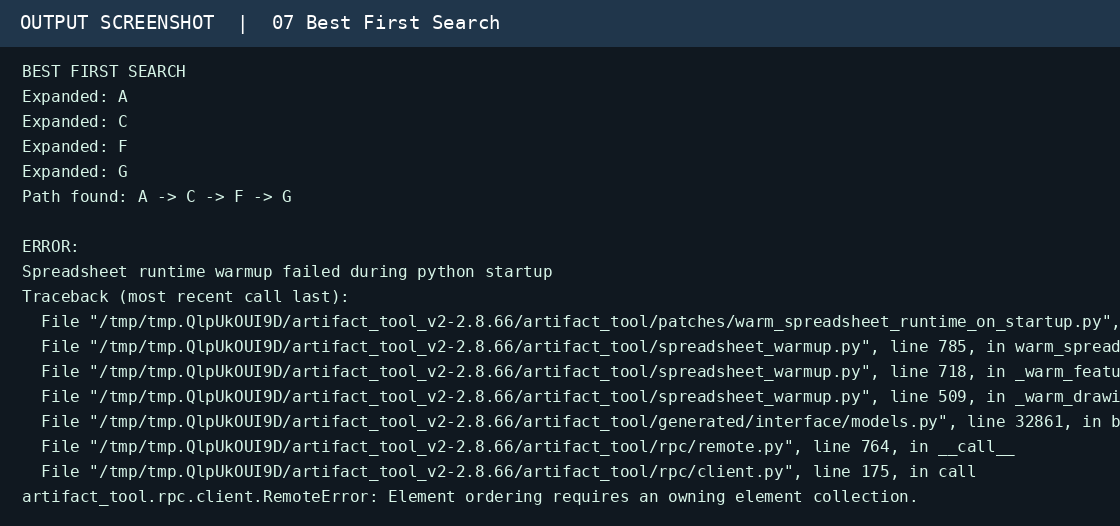 OUTPUT SCREENSHOT | 07 Best First Search
BEST FIRST SEARCH
Expanded: A
Expanded: C
Expanded: F
Expanded: G
Path found: A -> C -> F -> G
ERROR:
Spreadsheet runtime warmup failed during python startup
Traceback (most recent call last):
File "/tmp/tmp.QlpUkOUI9D/artifact_tool_v2-2.8.66/artifact_tool/patches/warm_spreadsheet_runtime_on_startup.py",
File "/tmp/tmp.QlpUkOUI9D/artifact_tool_v2-2.8.66/artifact_tool/spreadsheet_warmup.py", line 785, in warm_spread
File "/tmp/tmp.QlpUkOUI9D/artifact_tool_v2-2.8.66/artifact_tool/spreadsheet_warmup.py", line 718, in _warm_featu
File "/tmp/tmp.QlpUkOUI9D/artifact_tool_v2-2.8.66/artifact_tool/spreadsheet_warmup.py", line 509, in _warm_drawi
File "/tmp/tmp.QlpUkOUI9D/artifact_tool_v2-2.8.66/artifact_tool/generated/interface/models.py", line 32861, in b
File "/tmp/tmp.QlpUkOUI9D/artifact_tool_v2-2.8.66/artifact_tool/rpc/remote.py", line 764, in __call__
File "/tmp/tmp.QlpUkOUI9D/artifact_tool_v2-2.8.66/artifact_tool/rpc/client.py", line 175, in call
artifact_tool.rpc.client.RemoteError: Element ordering requires an owning element collection.